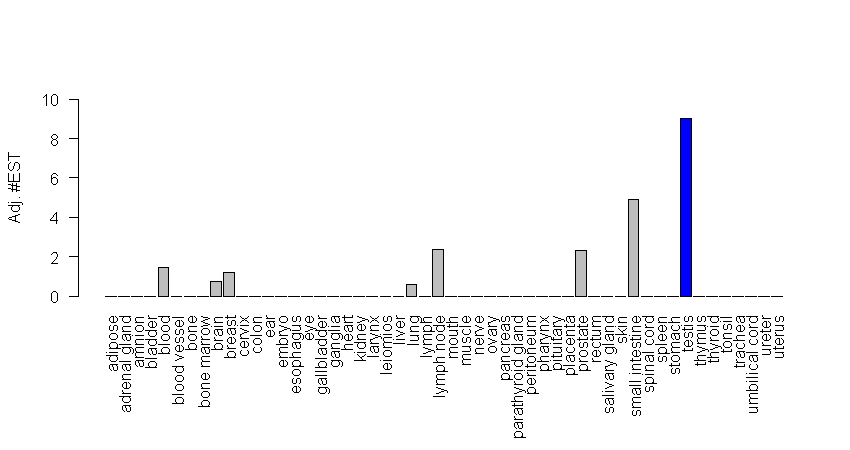 Adj. #EST
10
8
6
4
2
0
adipose
adrenal gland
amnion
bladder
blood
blood vessel
bone
bone marrow
brain
breast
cervix
colon
ear
embryo
esophagus
eye
gallbladder
ganglia
heart
kidney
larynx
leiomios
liver
lung
lymph
lymph node
mouth
muscle
nerve
ovary
pancreas
parathyroid gland
peritoneum
pharynx
pituitary
placenta
prostate
rectum
salivary gland
skin
small intestine
spinal cord
spleen
stomach
testis
thymus
thyroid
tonsil
trachea
umbilical cord
ureter
uterus